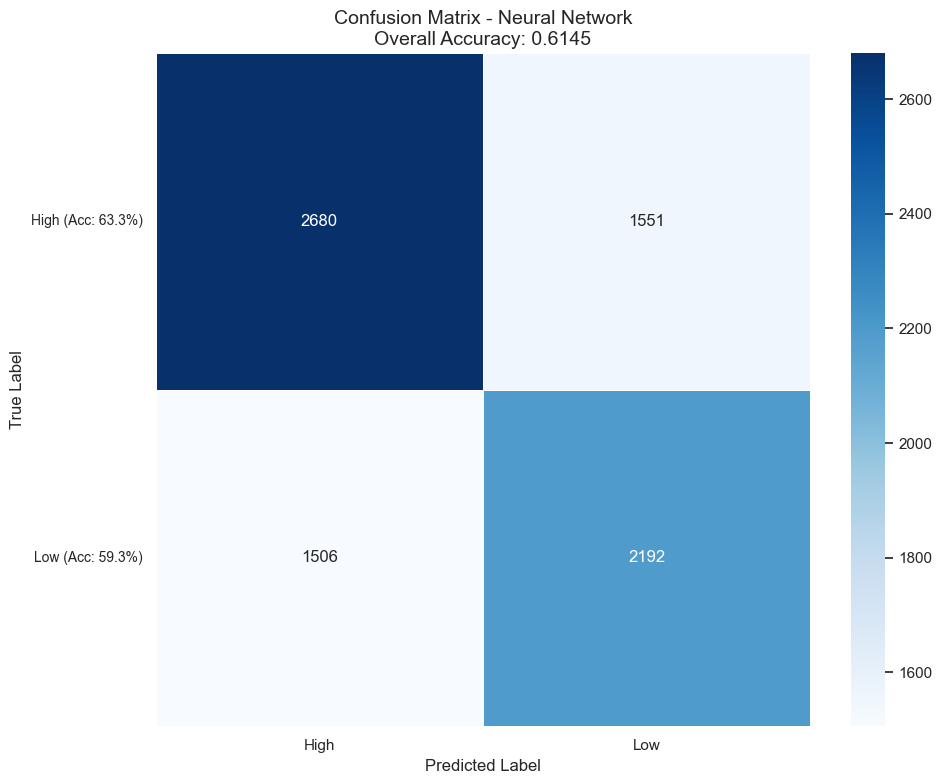 Confusion Matrix - Neural Network
Overall Accuracy: 0.6145
High (Acc: 63.3%)
2680
1551
Low (Acc: 59.3%)
1506
2192
True Label
High
Low
Predicted Label
2600
2400
2200
2000
1800
1600